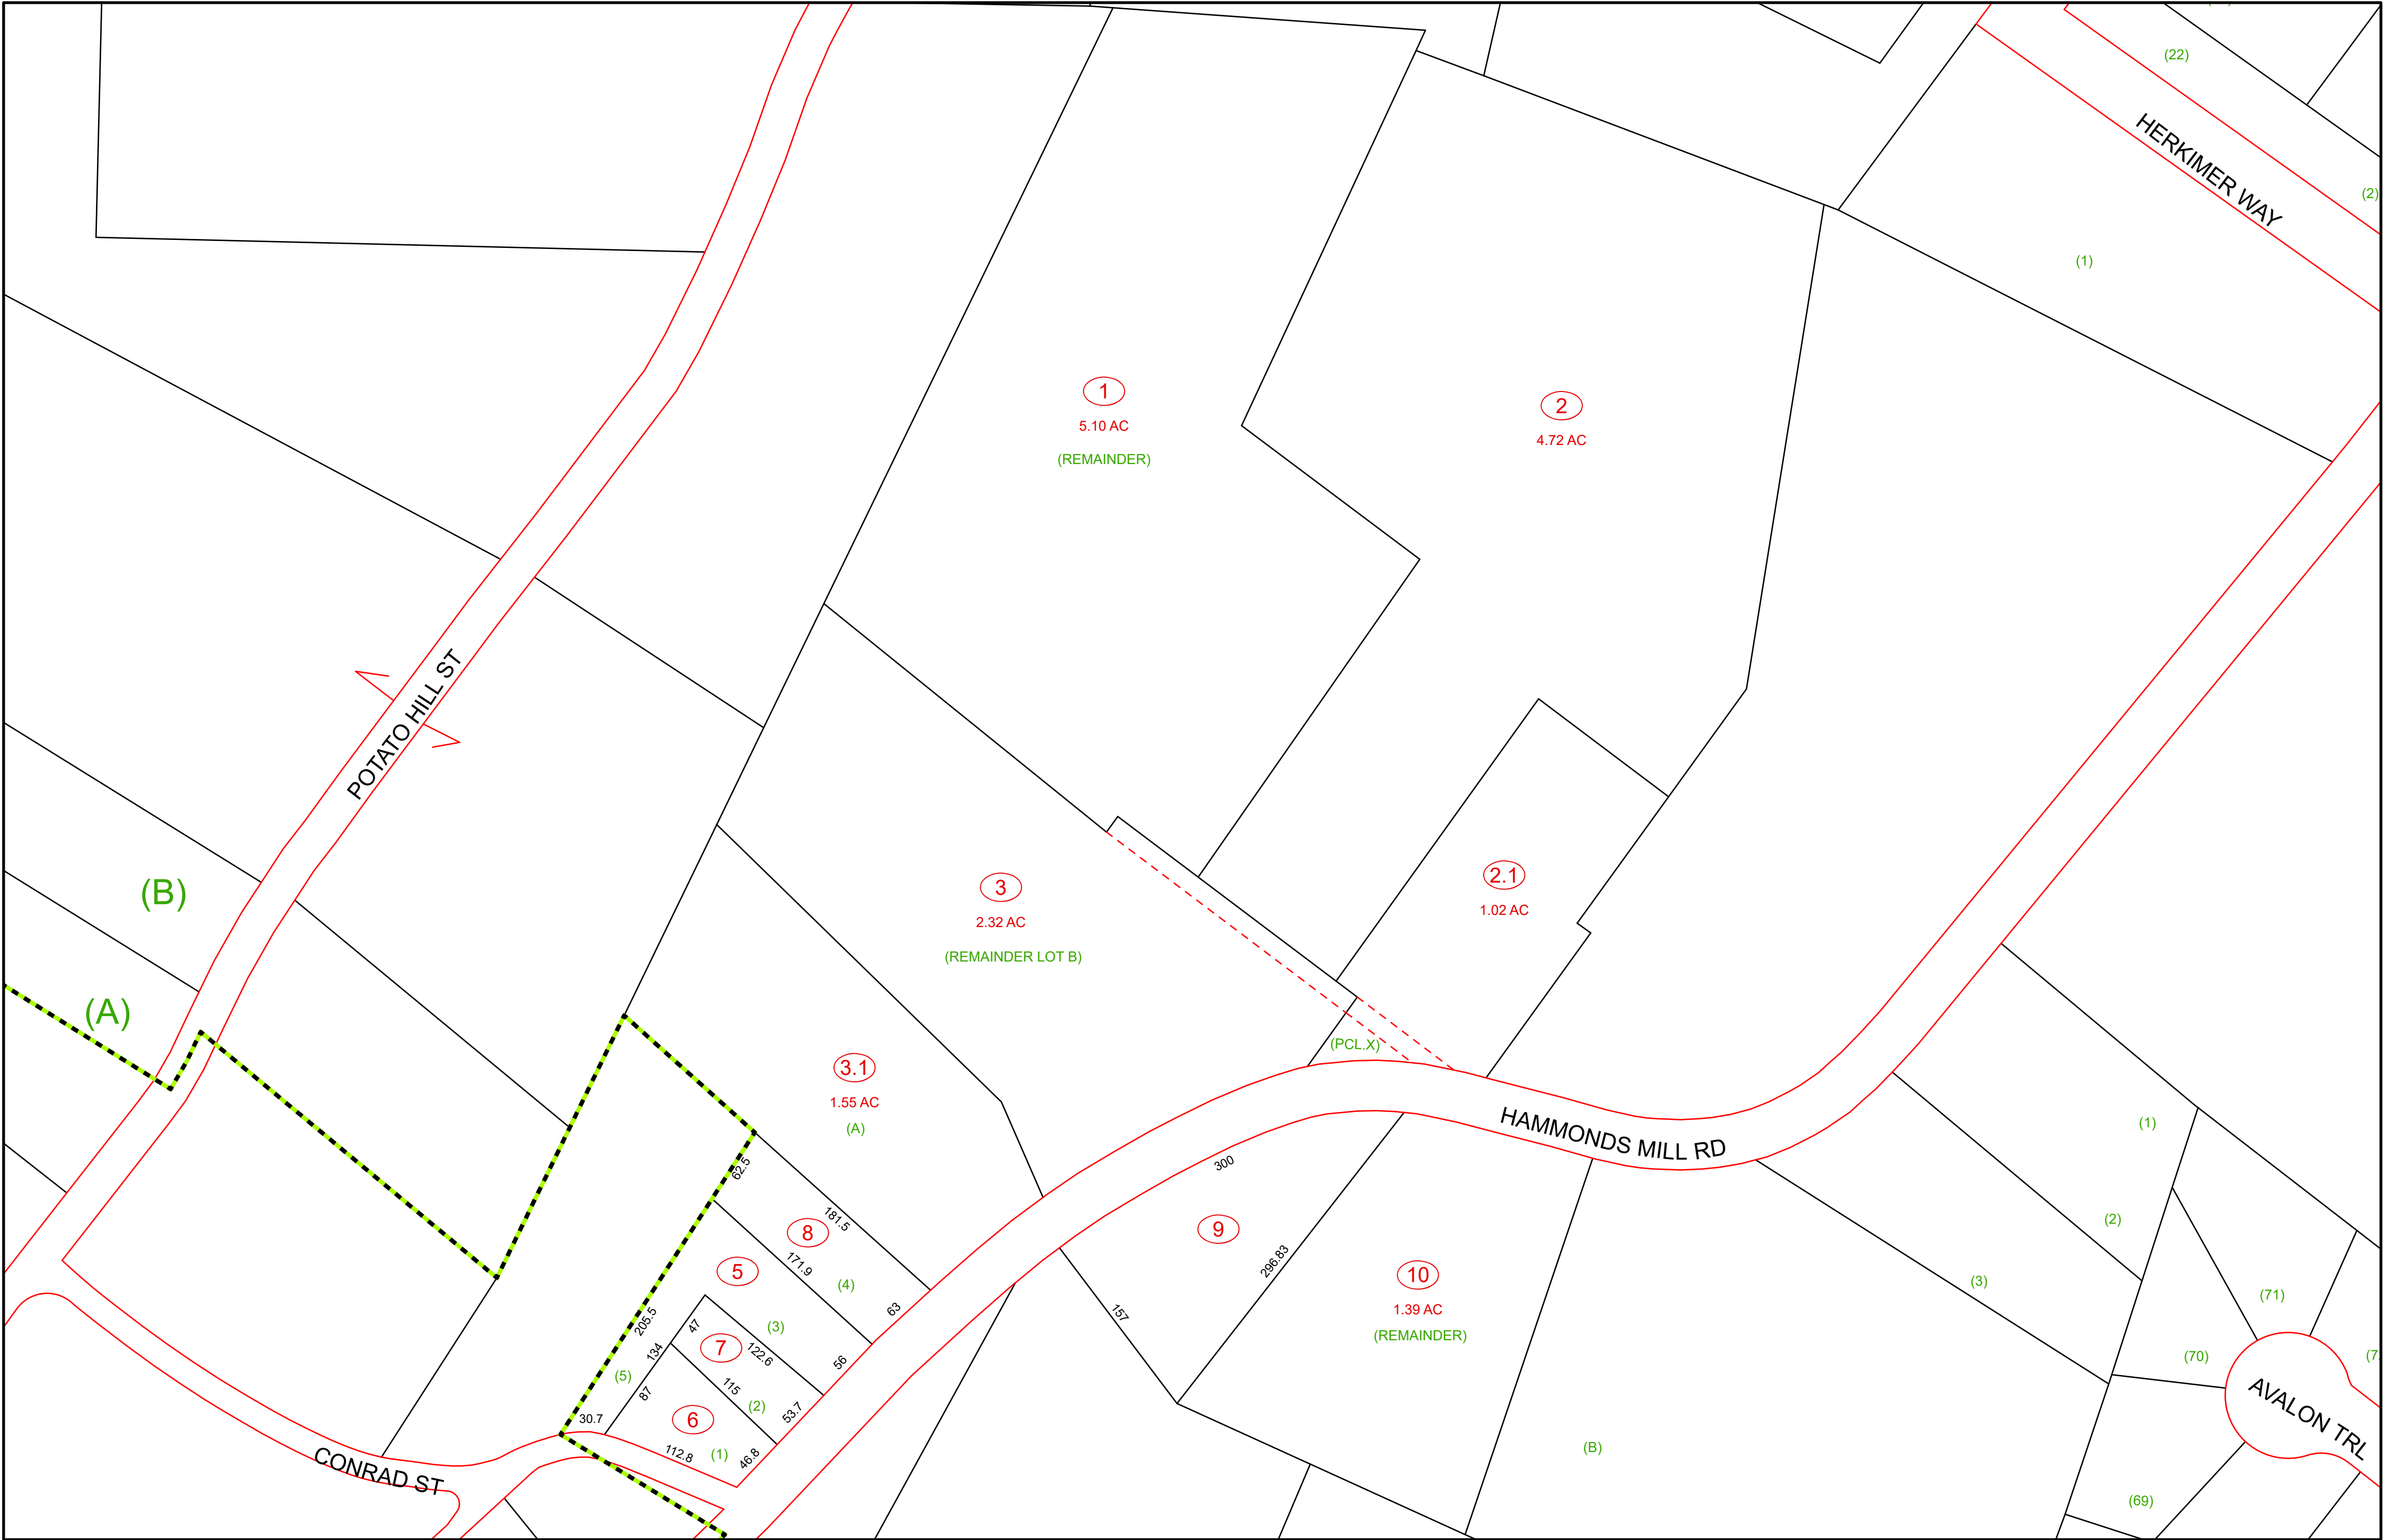 (22)
HERKIMER WAY
(2)
(1)
1
5.10 AC
(REMAINDER)
2
4.72 AC
POTATO HILL ST
(B)
(A)
3
2.32 AC
(REMAINDER LOT B)
2.1
1.02 AC
(PCL.X)
3.1
1.55 AC
(A)
HAMMONDS MILL RD
(1)
(2)
(3)
62.5
181.5
8
171.9
(4)
63
5
205.5
47
(3)
7
122.6
56
134
(5)
87
115
(2)
53.7
6
30.7
112.8
(1)
46.8
300
9
296.83
157
10
1.39 AC
(REMAINDER)
(B)
(71)
(70)
AVALON TRL
(69)
CONRAD ST